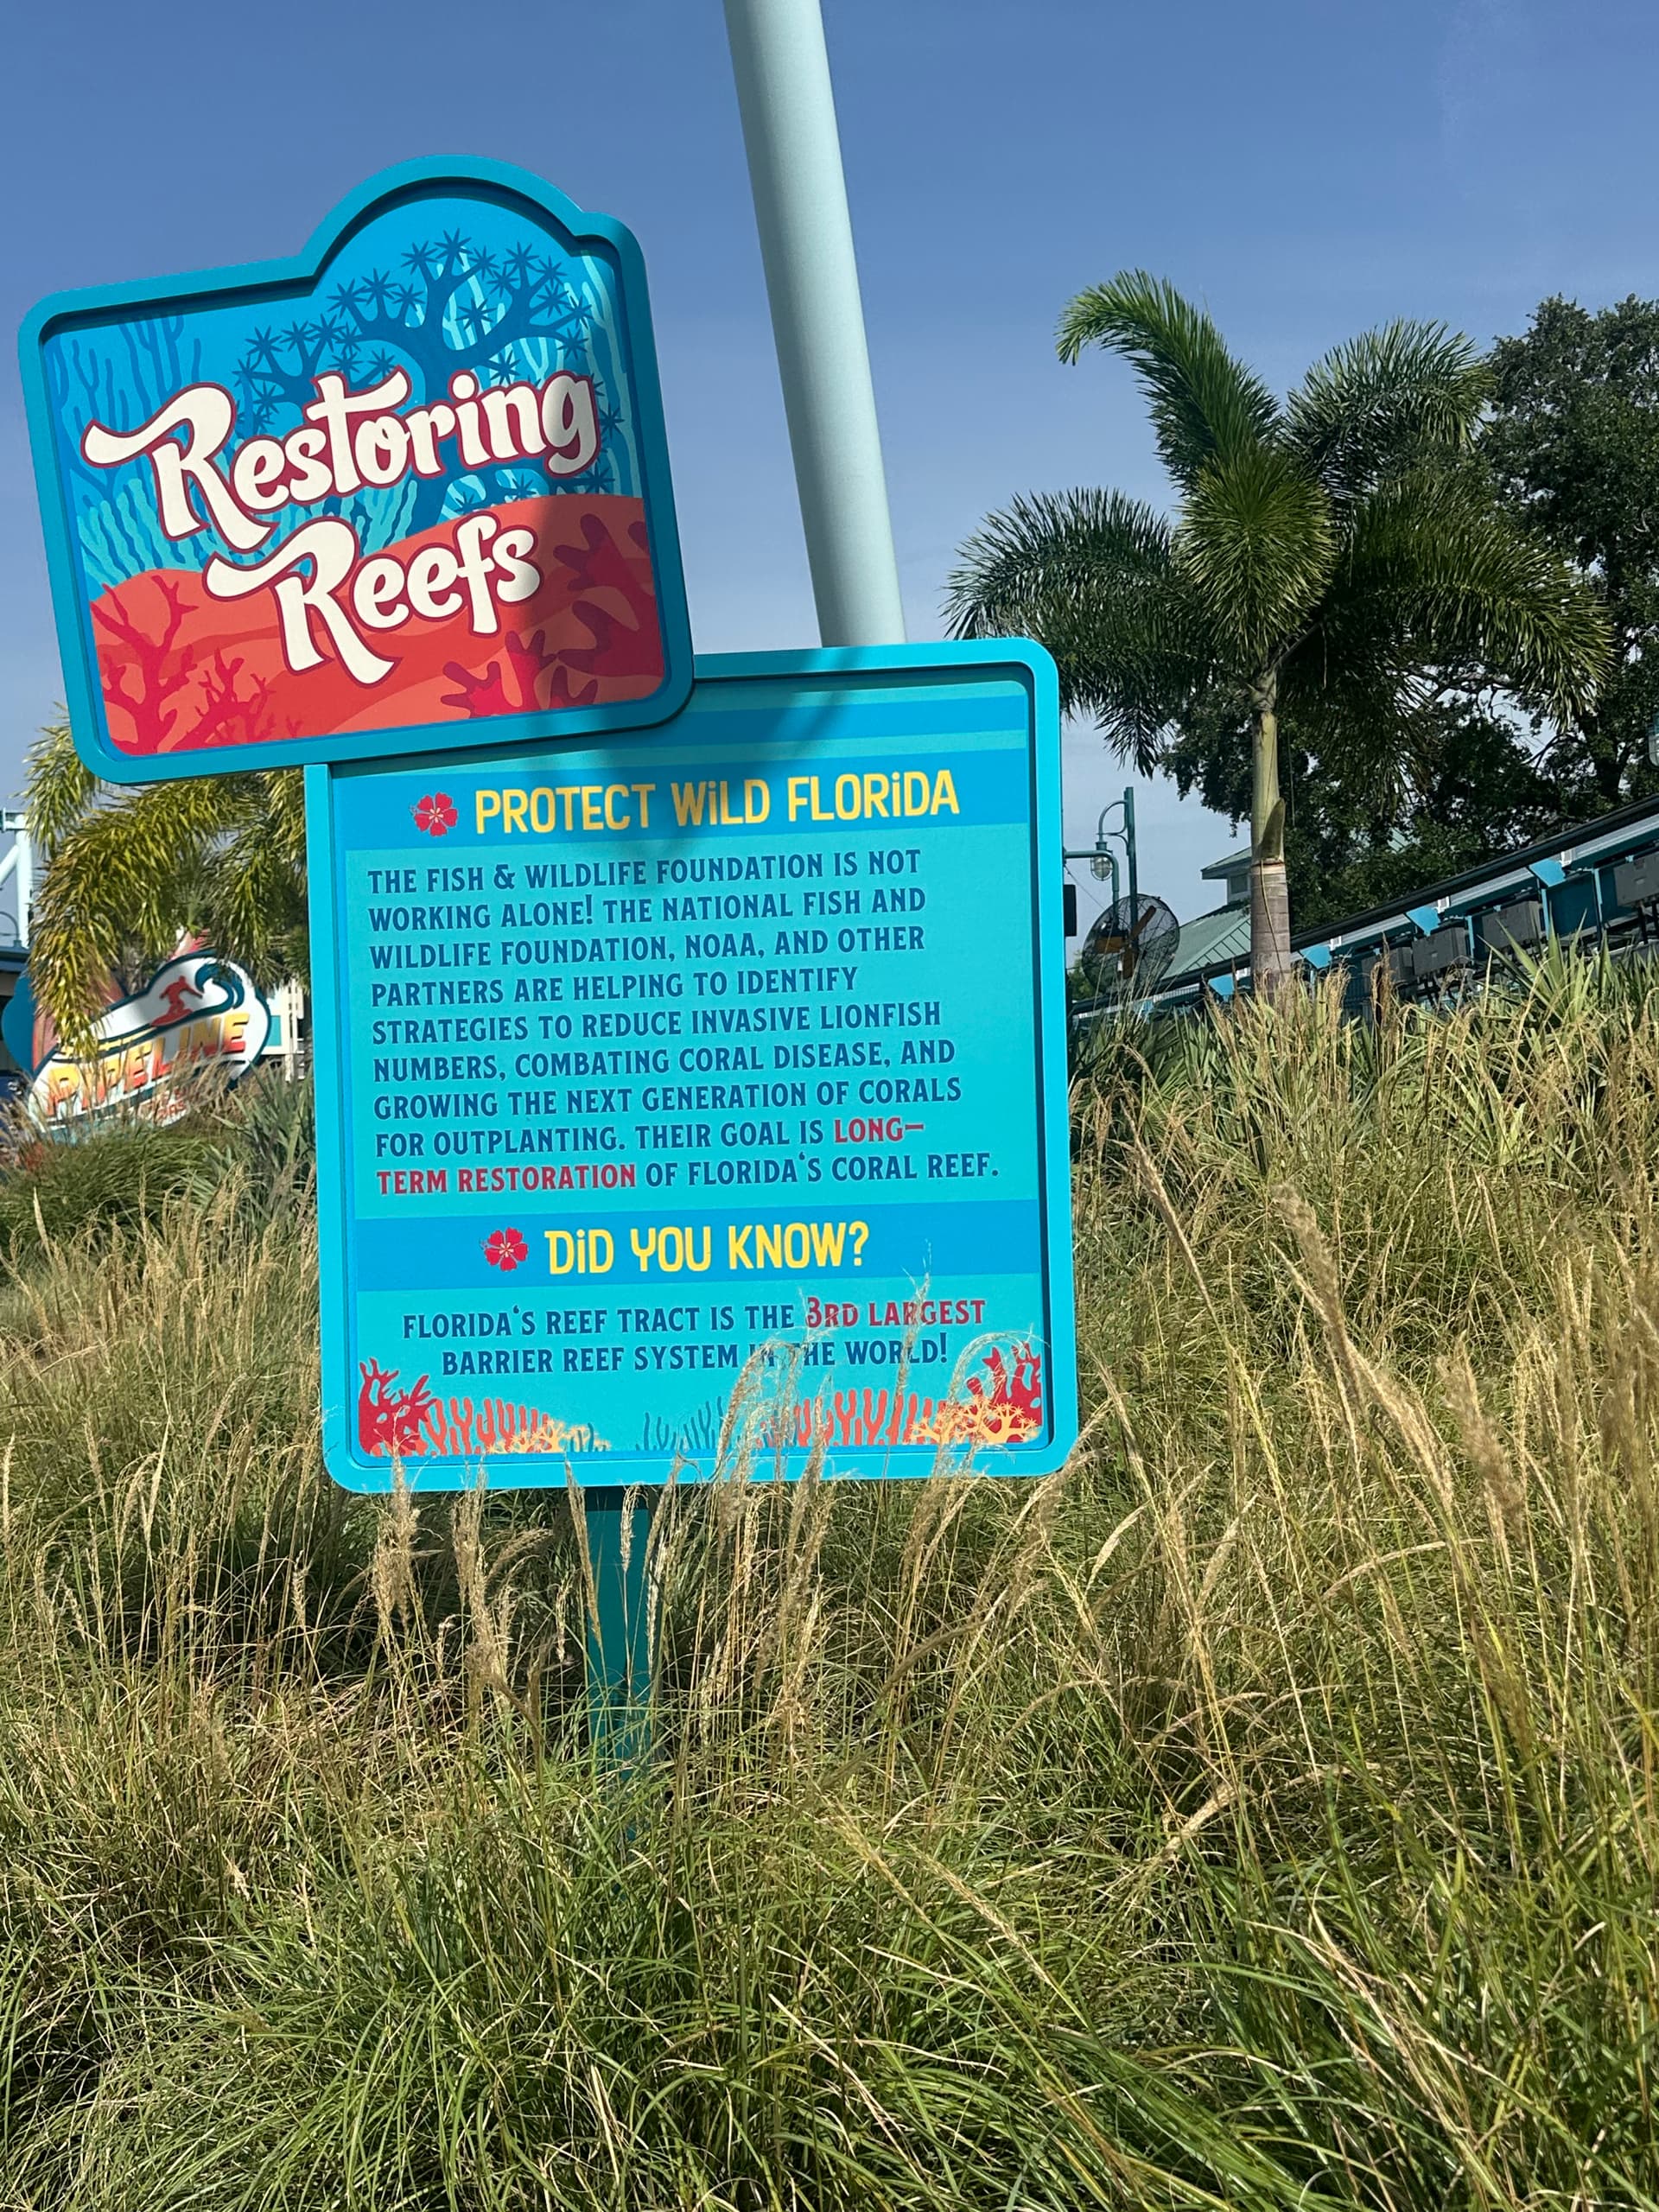 Restoring
Reefs
PROTECT WiLD FLORiDA
THE FISH & WILDLIFE FOUNDATION IS NOT
WORKING ALONE! THE NATIONAL FISH AND
WILDLIFE FOUNDATION, NOAA, AND OTHER
PARTNERS ARE HELPING TO IDENTIFY
STRATEGIES TO REDUCE INVASIVE LIONFISH
NUMBERS, COMBATING CORAL DISEASE, AND
GROWING THE NEXT GENERATION OF CORALS
FOR OUTPLANTING. THEIR GOAL IS LONG–
TERM RESTORATION OF FLORIDA‘S CORAL REEF.
DiD YOU KNOW?
FLORIDA‘S REEF TRACT IS THE 3RD LARGEST
BARRIER REEF SYSTEM IN THE WORLD!
PIPELINE